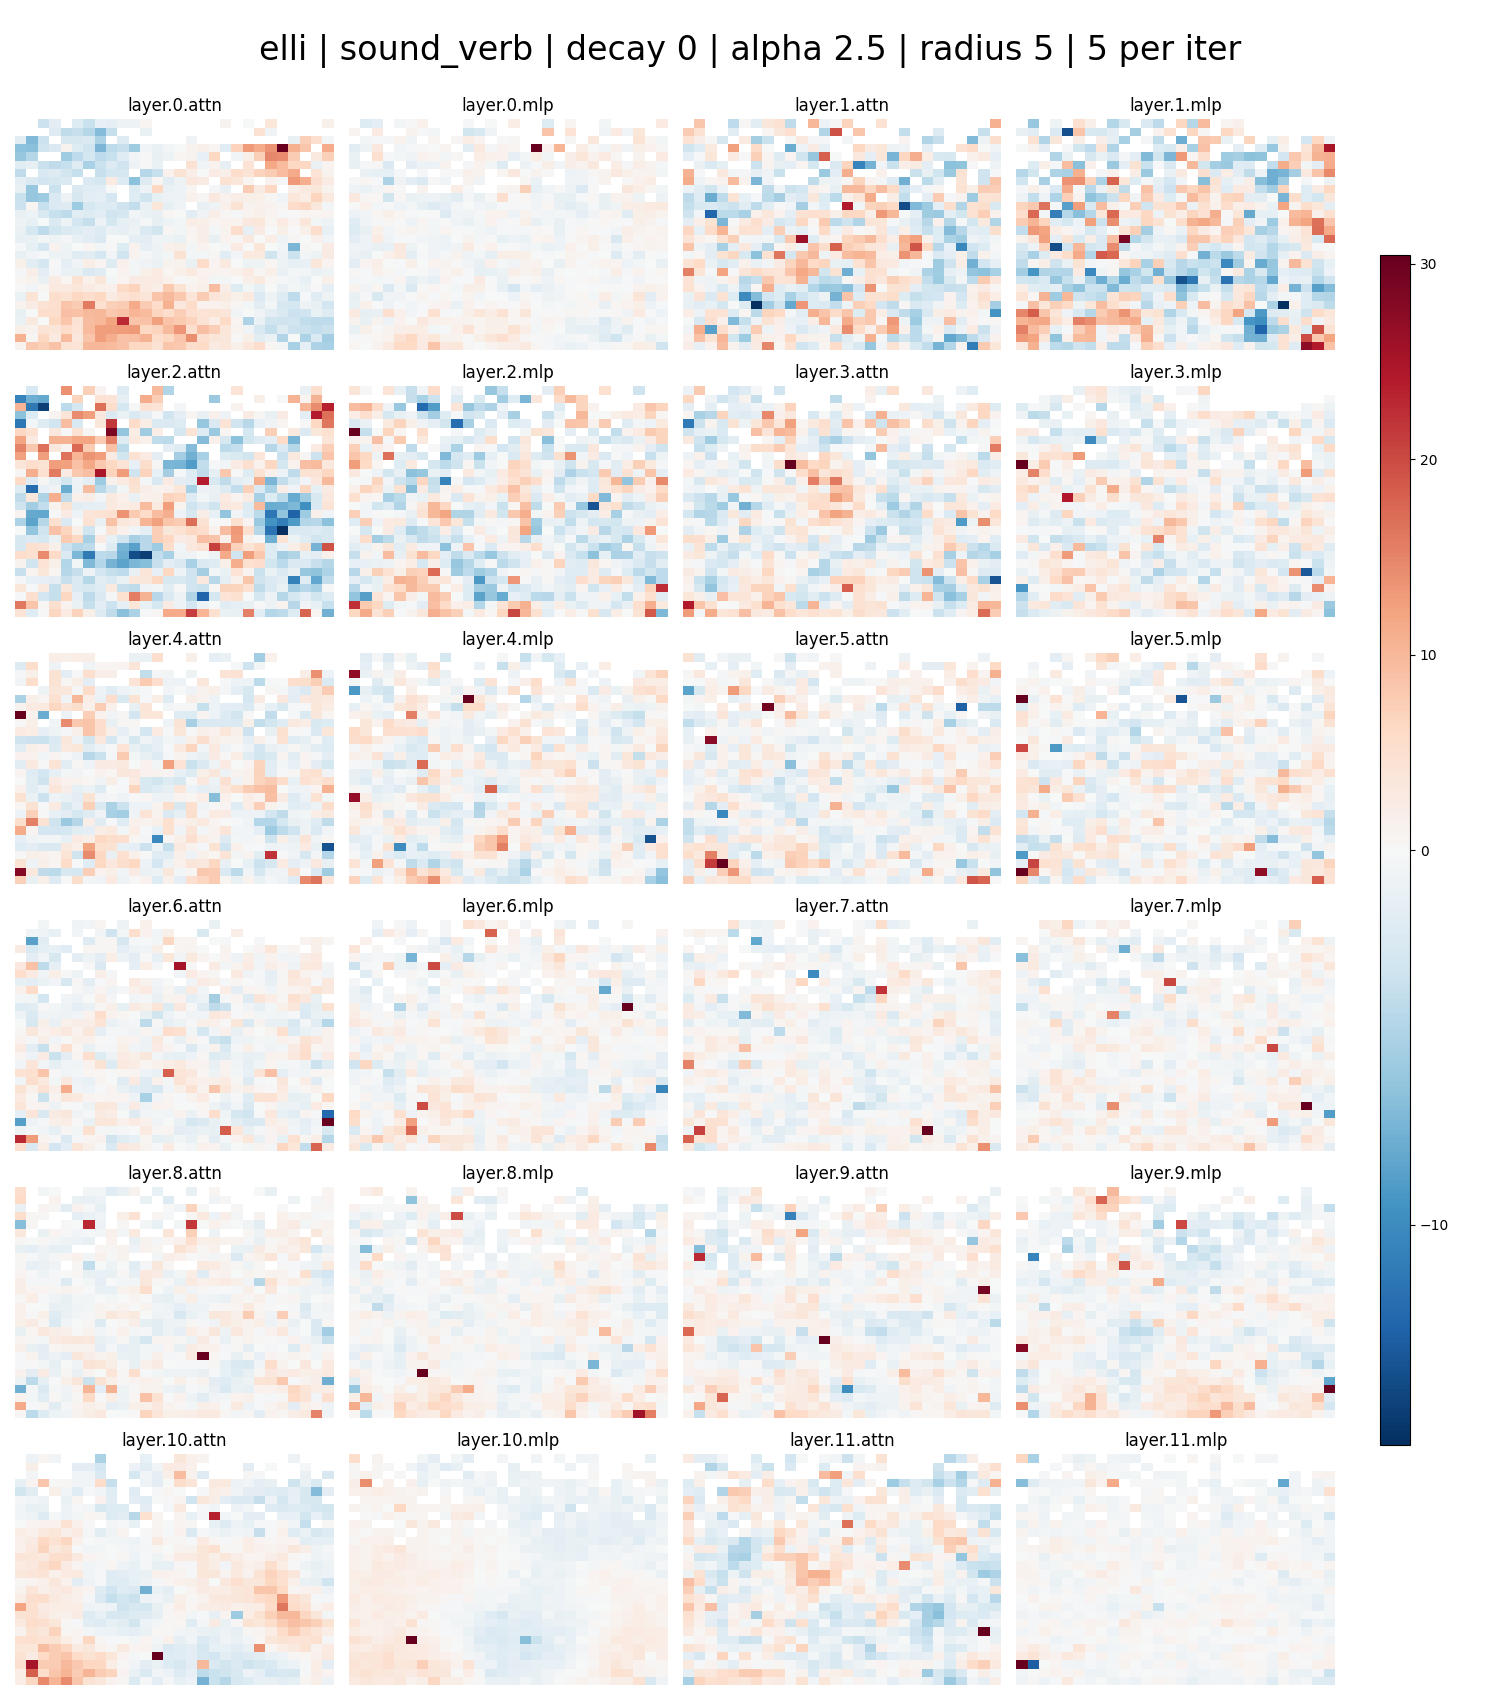 elli | sound_verb | decay 0 | alpha 2.5 | radius 5 | 5 per iter
layer.0.attn
layer.0.mlp
layer.1.attn
layer.1.mlp
layer.2.attn
layer.2.mlp
layer.3.attn
layer.3.mlp
layer.4.attn
layer.4.mlp
layer.5.attn
layer.5.mlp
layer.6.attn
layer.6.mlp
layer.7.attn
layer.7.mlp
layer.8.attn
layer.8.mlp
layer.9.attn
layer.9.mlp
layer.10.attn
layer.10.mlp
layer.11.attn
layer.11.mlp
30
20
10
0
−10